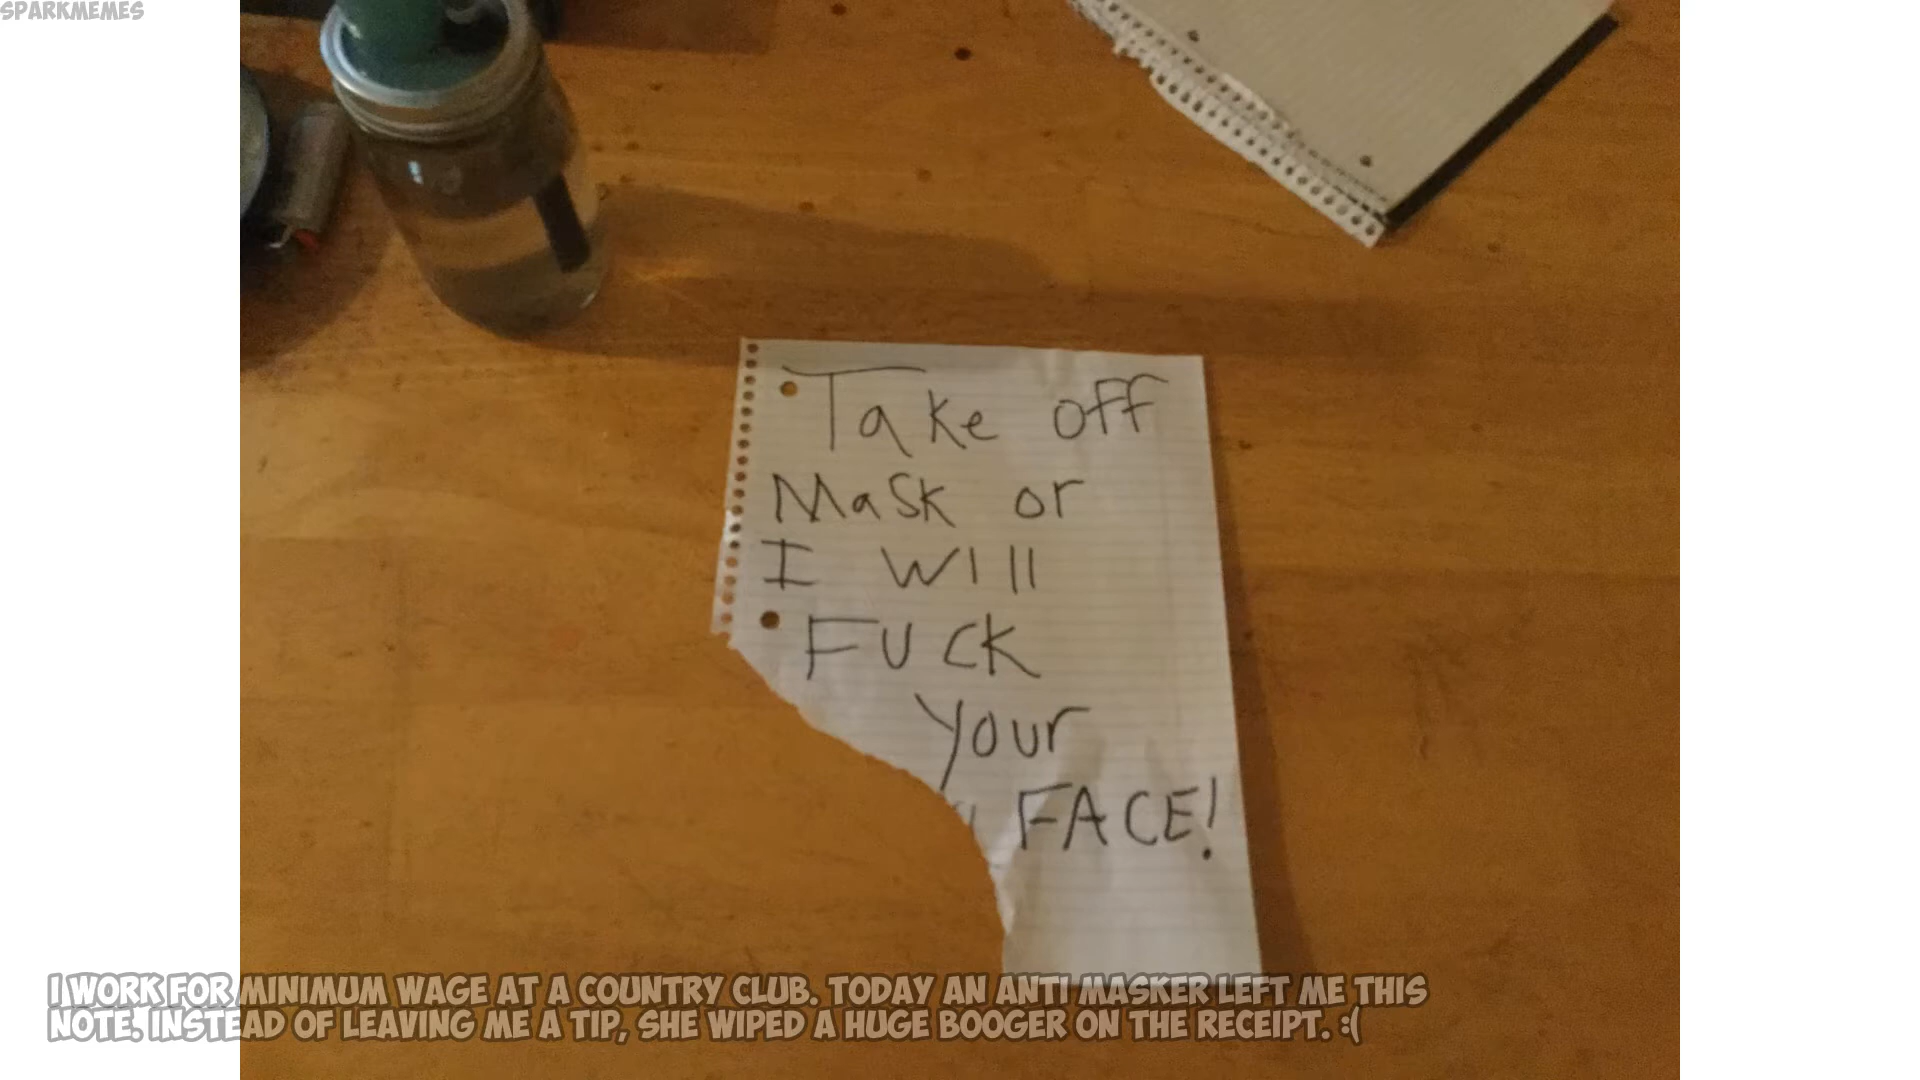 SPARKMEMES
Take off
Mask or
I will
FUCK
your
FACE!
I WORK FOR MINIMUM WAGE AT A COUNTRY CLUB. TODAY AN ANTI MASKER LEFT ME THIS
NOTE. INSTEAD OF LEAVING ME A TIP, SHE WIPED A HUGE BOOGER ON THE RECEIPT. :(